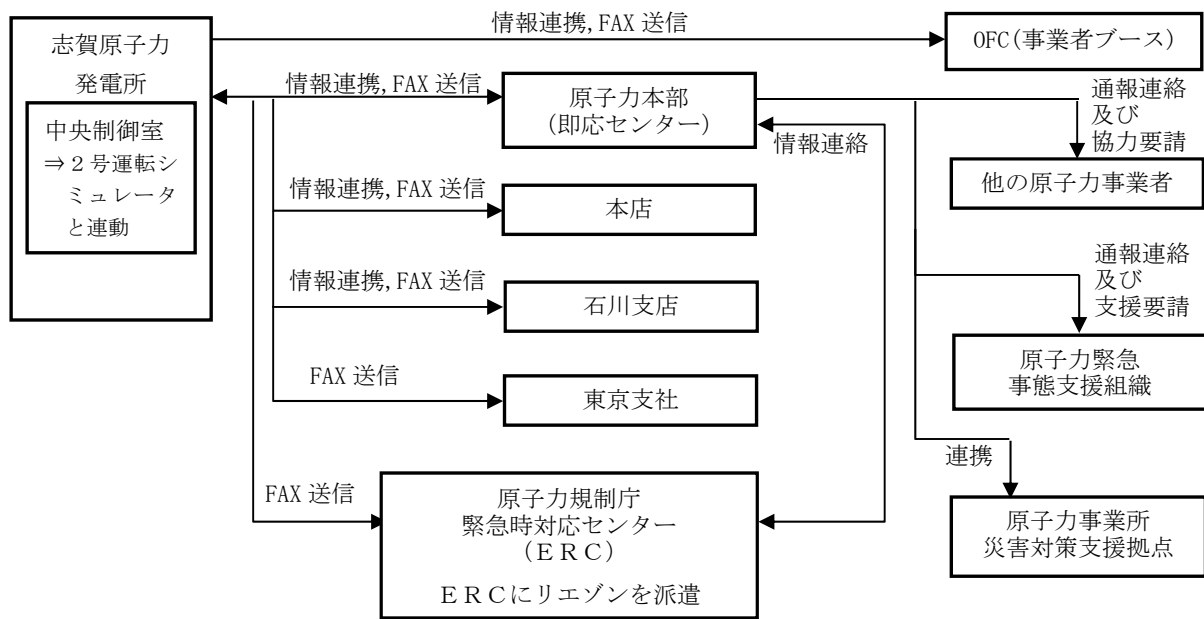 志賀原子力
発電所
中央制御室
⇒２号運転シ
ミュレータ
と連動
情報連携,FAX 送信
OFC(事業者ブース)
情報連携,FAX 送信
原子力本部
(即応センター)
通報連絡
及び
協力要請
情報連絡
他の原子力事業者
情報連携,FAX 送信
本店
通報連絡
及び
支援要請
情報連携,FAX 送信
石川支店
原子力緊急
事態支援組織
FAX 送信
東京支社
連携
FAX 送信
原子力規制庁
緊急時対応センター
(ＥＲＣ)
ＥＲＣにリエゾンを派遣
原子力事業所
災害対策支援拠点